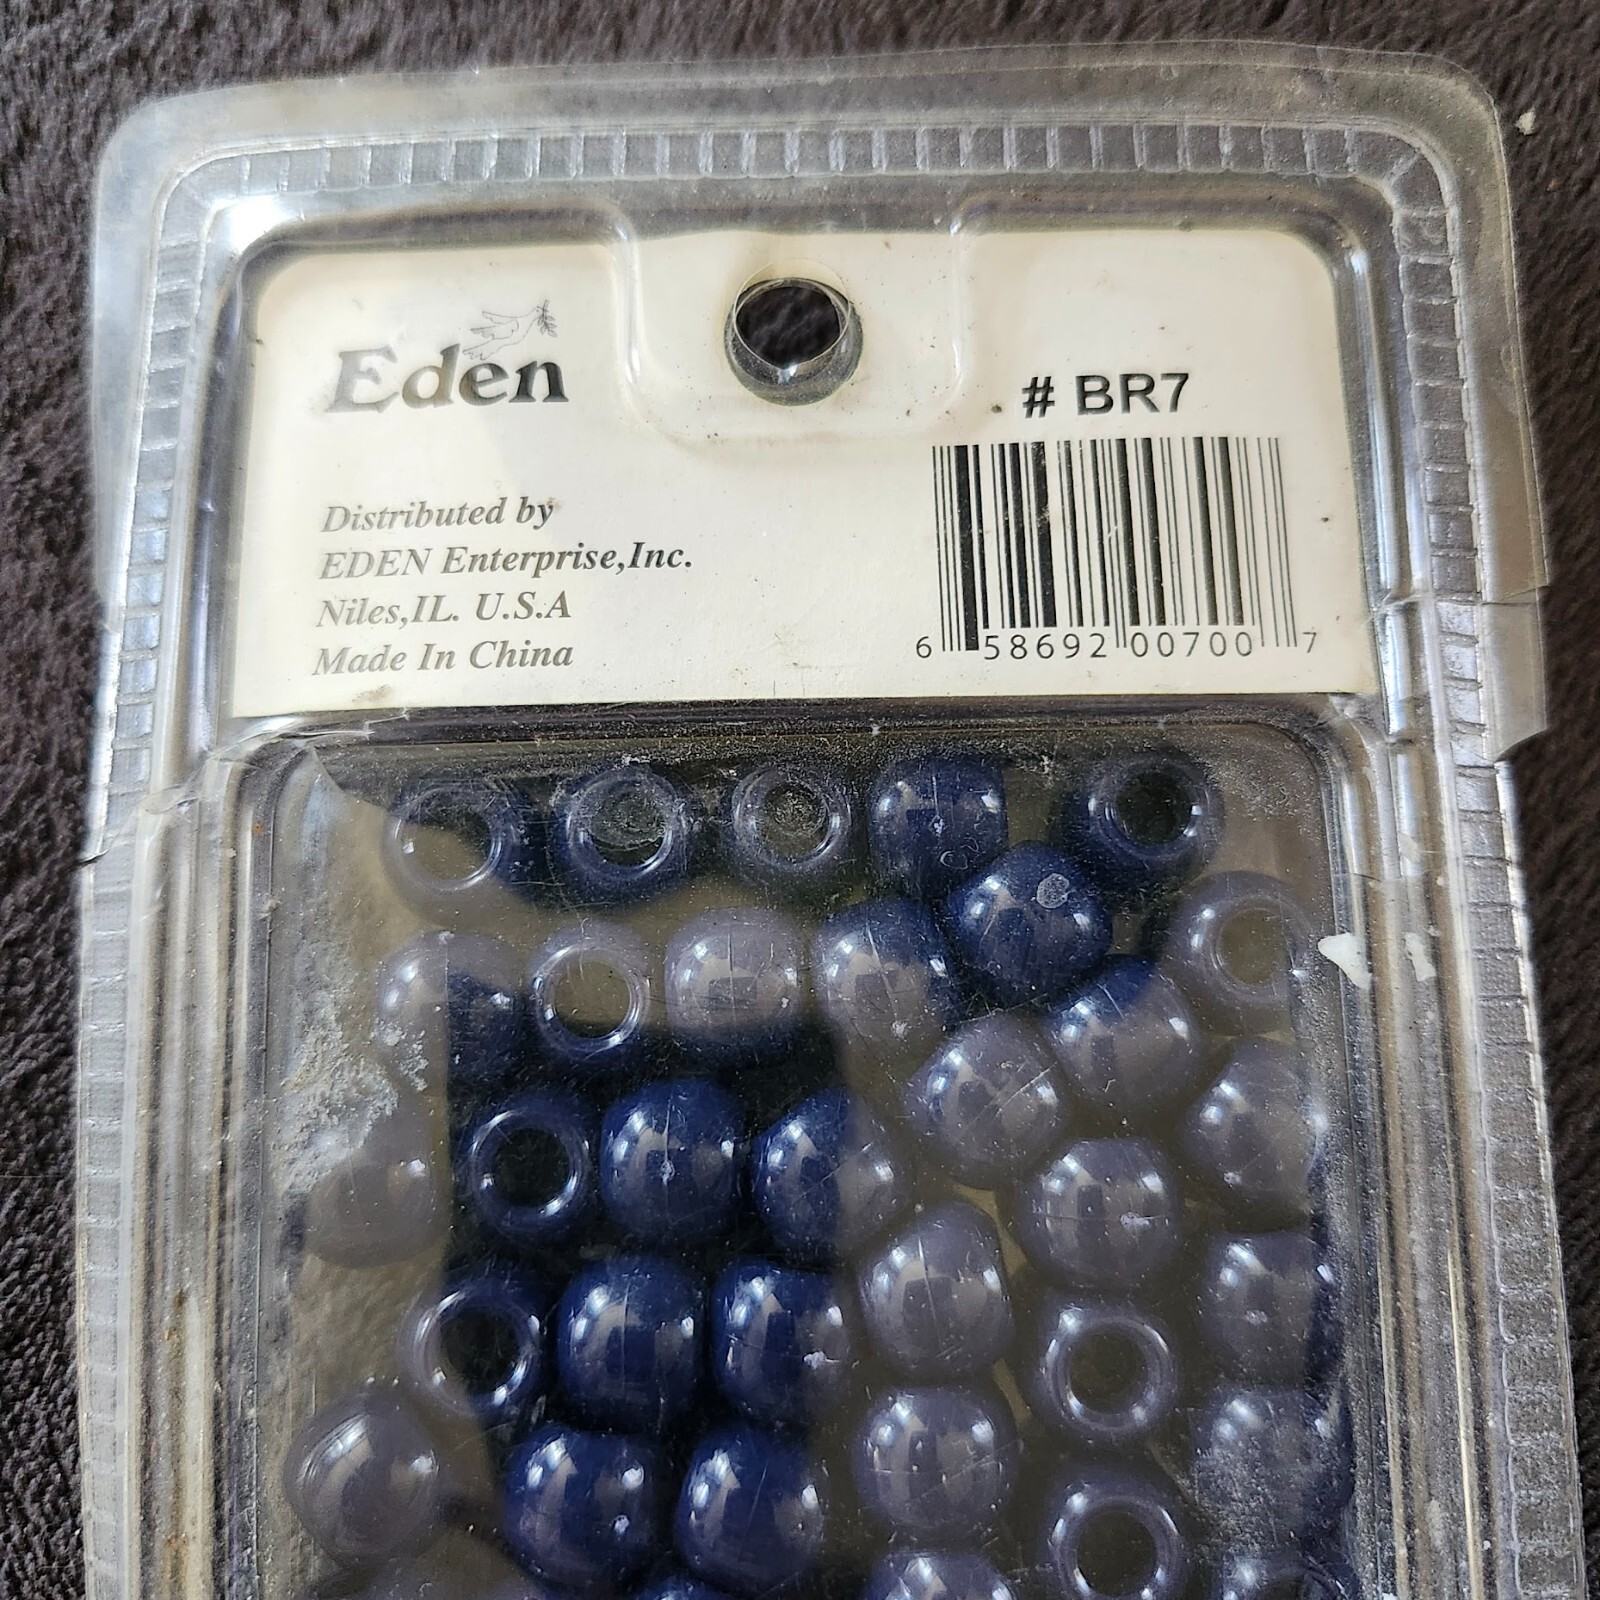 Eden
# BR7
Distributed by
EDEN Enterprise,Inc.
Niles,IL. U.S.A
Made In China
6 58692 00700 7